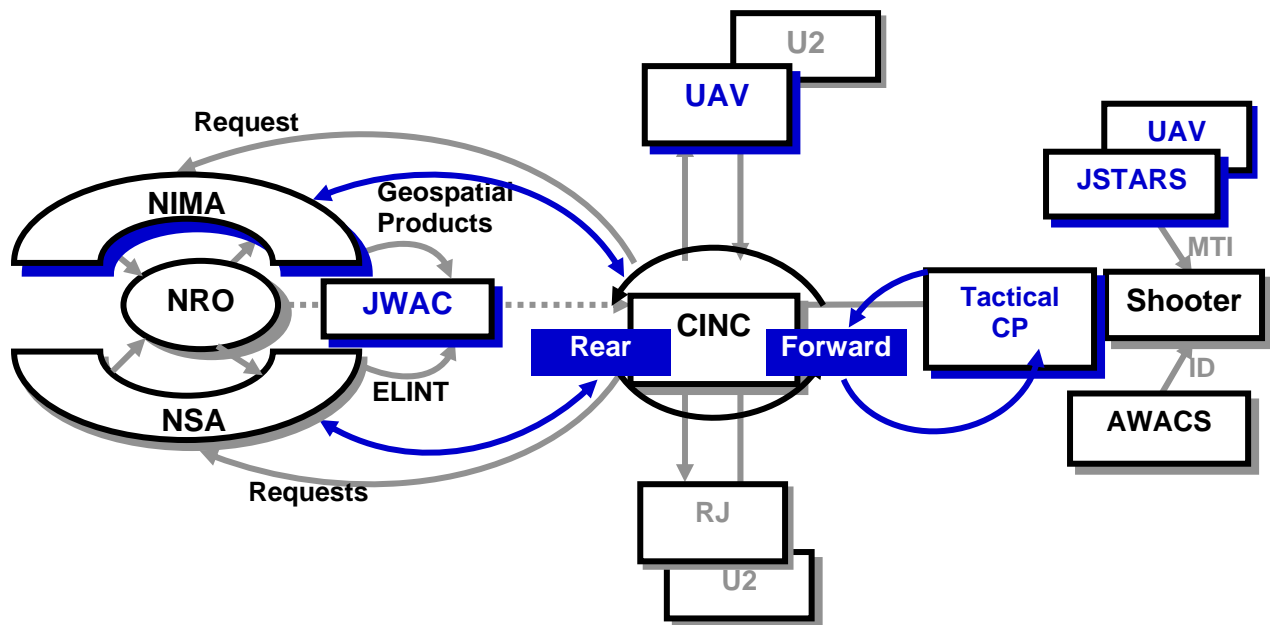 U2
UAV
Request
UAV
JSTARS
Geospatial
Products
NIMA
MTI
NRO
JWAC
Tactical
CP
Shooter
CINC
Rear
Forward
ELINT
ID
NSA
AWACS
Requests
RJ
U2